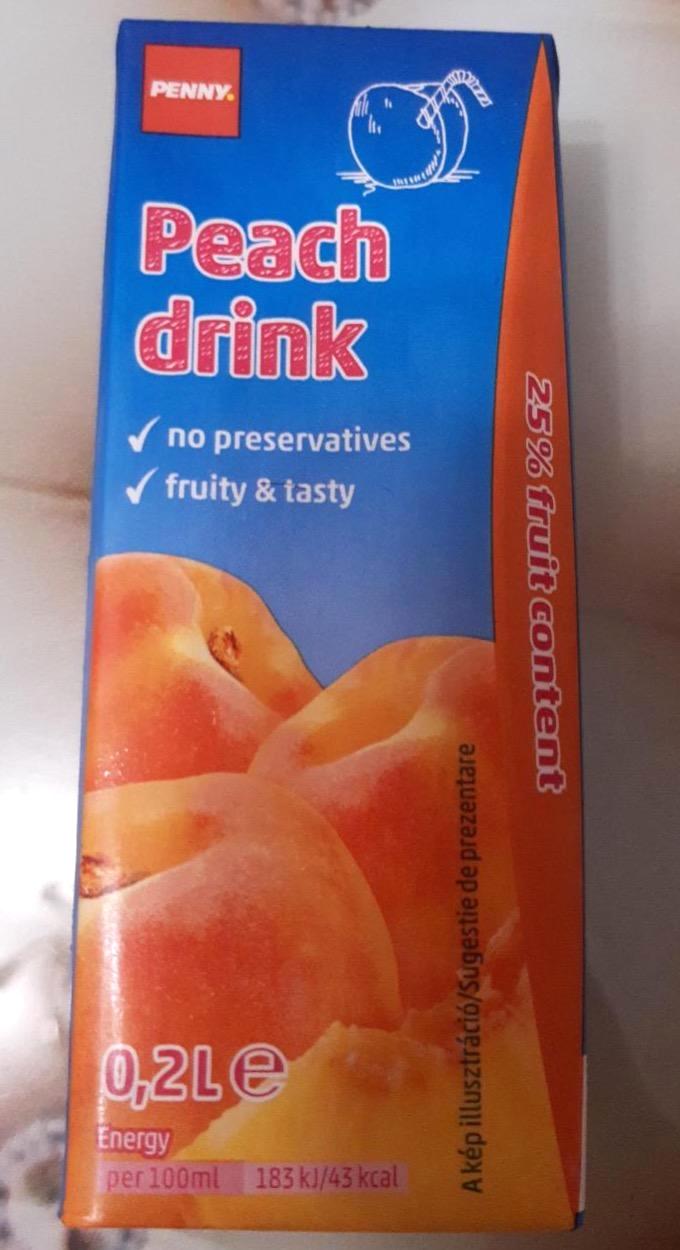 PENNY.
Peach
drink
✓ no preservatives
✓ fruity & tasty
25% fruit content
A kép illusztráció/Sugestie de prezentare
0,2L e
Energy
per 100ml 183 kJ/43 kcal